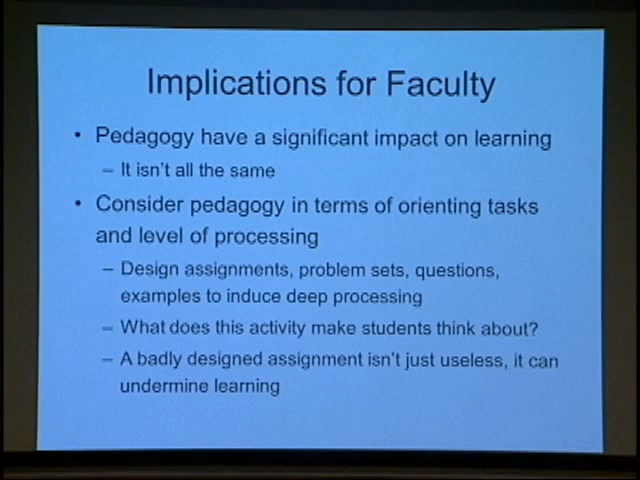 Implications for Faculty
• Pedagogy have a significant impact on learning
– It isn't all the same
• Consider pedagogy in terms of orienting tasks
and level of processing
– Design assignments, problem sets, questions,
examples to induce deep processing
– What does this activity make students think about?
– A badly designed assignment isn't just useless, it can
undermine learning